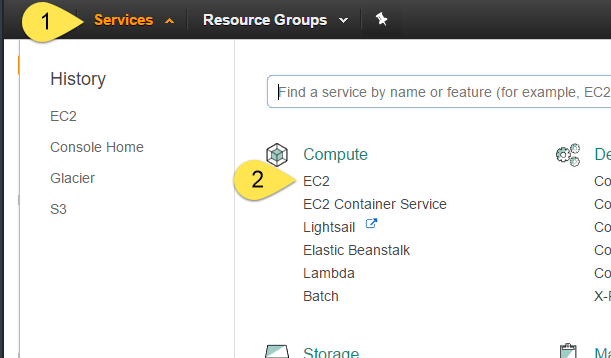 1 Services Resource Groups
History
EC2
Console Home
Glacier
S3
Find a service by name or feature (for example, EC2
Compute
2 EC2
EC2 Container Service
Lightsail
Elastic Beanstalk
Lambda
Batch
Storage
De
Co
Co
Co
Co
Co
X-
Ma